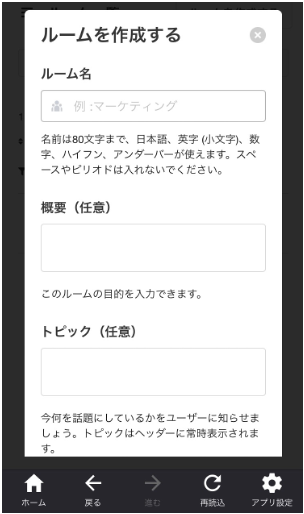 ルームを作成する
ルーム名
例 :マーケティング
名前は80文字まで、日本語、英字 (小文字)、数
字、ハイフン、アンダーバーが使えます。スペ
ースやピリオドは入れないでください。
概要（任意）
このルームの目的を入力できます。
トピック（任意）
今何を話題にしているかをユーザーに知らせま
しょう。トピックはヘッダーに常時表示されま
す。
ホーム 戻る 進む 再読込 アプリ設定